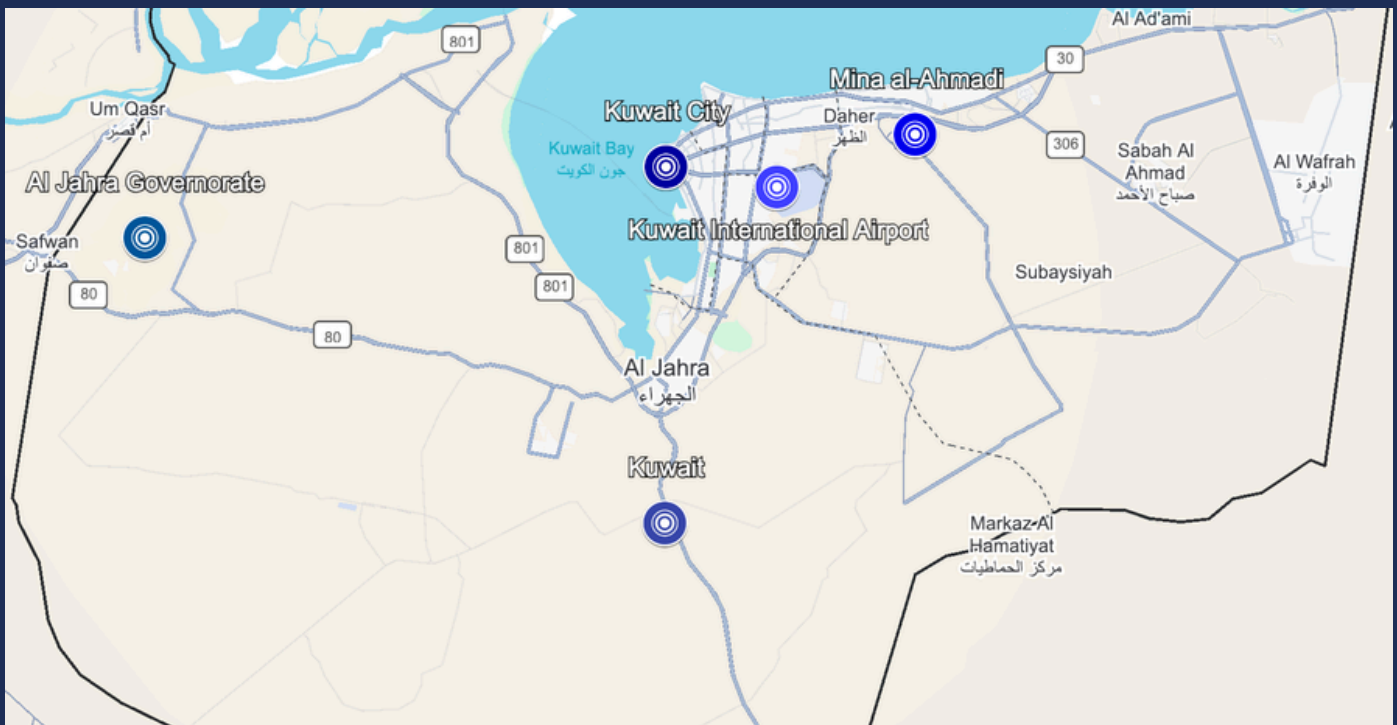 Al Ad'ami
801
30
Mina al-Ahmadi
Um Qasr
أم قصر
Kuwait City
Daher
الظهر
Kuwait Bay
جون الكويت
306
Sabah Al
Ahmad
صباح الأحمد
Al Wafrah
الوفرة
Al Jahra Governorate
Kuwait International Airport
Safwan
صفوان
801
Subaysiyah
80
801
80
Al Jahra
الجهراء
Kuwait
Markaz Al
Hamatiyat
مركز الحماطيات